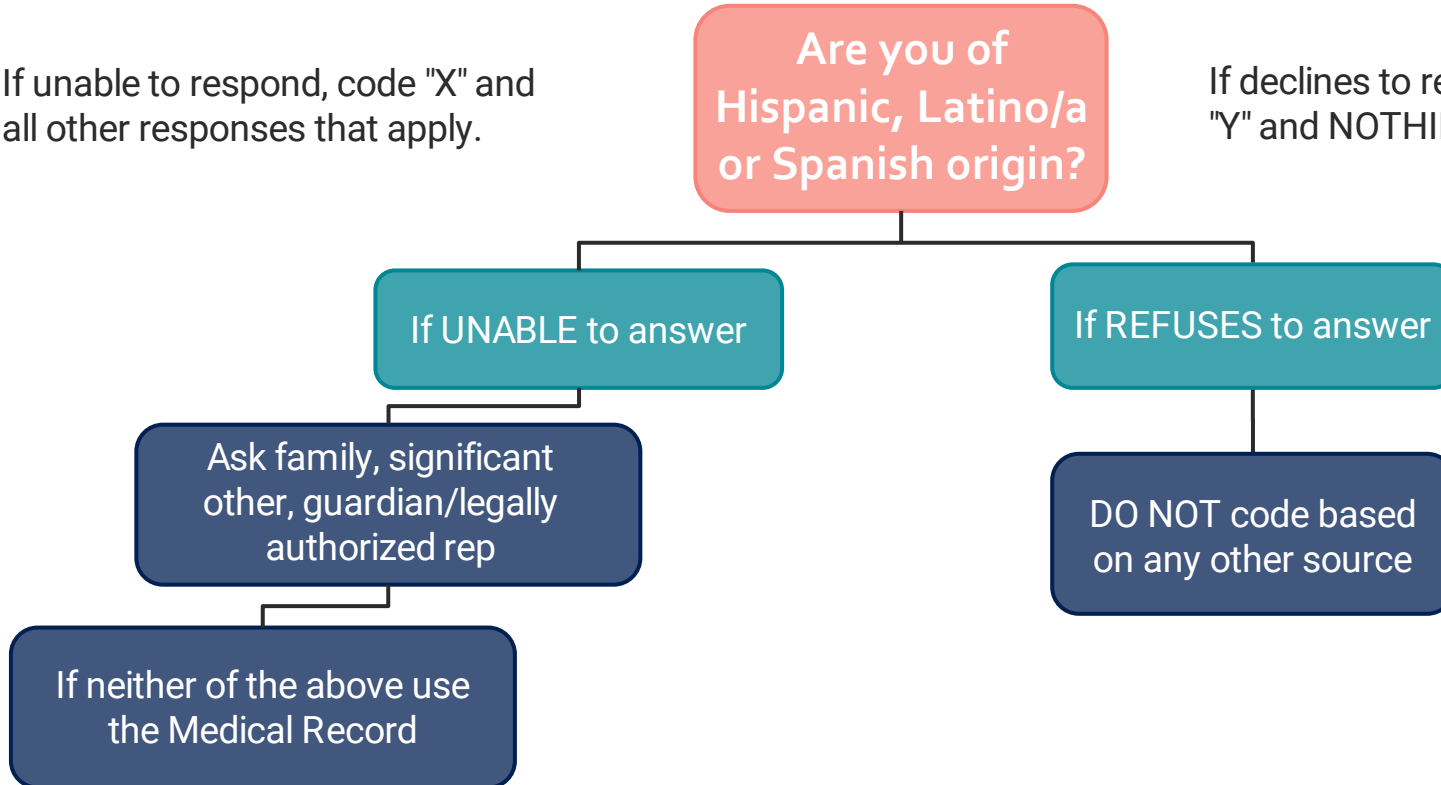 If unable to respond, code "X" and
all other responses that apply.
Are you of
Hispanic, Latino/a
or Spanish origin?
If declines to
"Y" and
If UNABLE to answer
If REFUSES to answer
Ask family, significant
other, guardian/legally
authorized rep
DO NOT code based
on any other source
If neither of the above use
the Medical Record